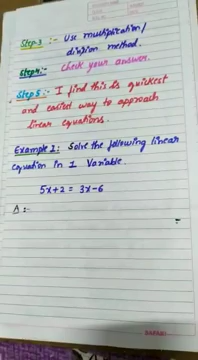 Step 3 :- Use multiplication/
division method.
Step 4:- Check your answer.
Step 5 :- I find this is quickest
and easiest way to approach
linear equations.
Example 1: Solve the following linear
equation in 1 Variable.
5x+2 = 3x-6
A :-